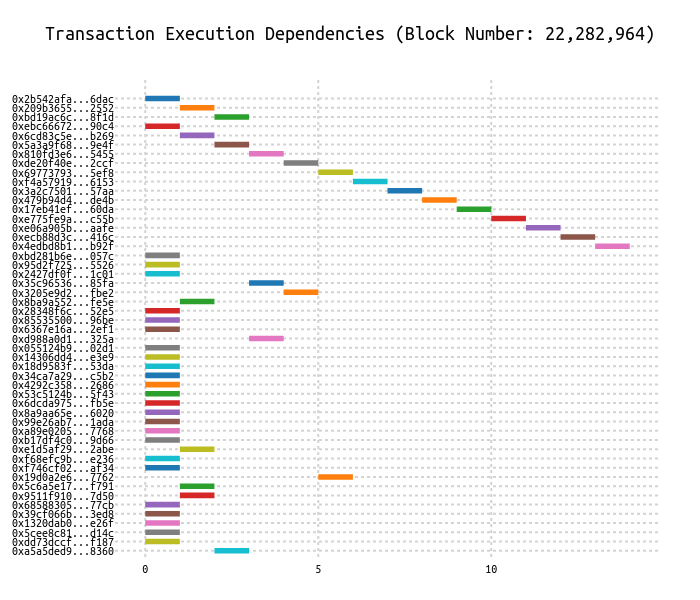 Transaction Execution Dependencies (Block Number: 22,282,964)
0x2b542afa...6dac
0x209b3655...2552
0xbd19ac6c...8f1d
0xebc66672...90c4
0x6cd83c5e...b269
0x5a3a9f68...9e4f
0x810fd3e6...5455
0xde20f40e...2ccf
0x69773793...5ef8
0xf4a57919...6153
0x3a2c7501...57aa
0x479b94d4...de4b
0x17eb41ef...60da
0xe775fe9a...c55b
0xe06a905b...aafe
0xecb88d3c...416c
0x4edbd8b1...b92f
0xbd281b6e...057c
0x95d2f725...5526
0x2427df0f...1c01
0x35c96536...85fa
0x3205e9d2...fbe2
0x8ba9a552...fe5e
0x28348f6c...52e5
0x85535500...96be
0x6367e16a...2ef1
0xd988a0d1...325a
0x055124b9...02d1
0x14306dd4...e3e9
0x18d9583f...53da
0x34ca7a29...c5b2
0x4292c358...2686
0x53c5124b...5f43
0x6dcda975...fb5e
0x8a9aa65e...6020
0x99e26ab7...1ada
0xa89e0205...7768
0xb17df4c0...9d66
0xe1d5af29...2abe
0xf68efc9b...e236
0xf746cf02...af34
0x19d0a2e6...7762
0x5c6a5e17...f791
0x9511f910...7d50
0x68588305...77cb
0x39cf066b...3ed8
0x1320dab0...e26f
0x5cee8c81...d14c
0xdd73dccf...f187
0xa5a5ded9...8360
0 5 10